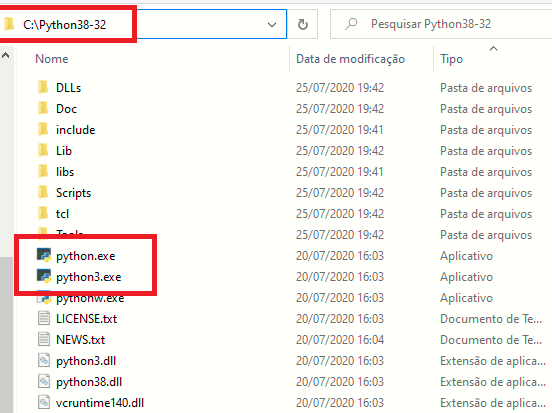 C:\Python38-32 Pesquisar Python38-32
Nome Data de modificação Tipo
DLLs 25/07/2020 19:42 Pasta de arquivos
Doc 25/07/2020 19:42 Pasta de arquivos
include 25/07/2020 19:41 Pasta de arquivos
Lib 25/07/2020 19:42 Pasta de arquivos
libs 25/07/2020 19:41 Pasta de arquivos
Scripts 25/07/2020 19:42 Pasta de arquivos
tcl 25/07/2020 19:42 Pasta de arquivos
Tools 25/07/2020 19:42 Pasta de arquivos
python.exe 20/07/2020 16:03 Aplicativo
python3.exe 20/07/2020 16:03 Aplicativo
pythonw.exe 20/07/2020 16:03 Aplicativo
LICENSE.txt 20/07/2020 16:03 Documento de Te...
NEWS.txt 20/07/2020 16:04 Documento de Te...
python3.dll 20/07/2020 16:03 Extensão de aplica...
python38.dll 20/07/2020 16:03 Extensão de aplica...
vcruntime140.dll 20/07/2020 16:03 Extensão de aplica...